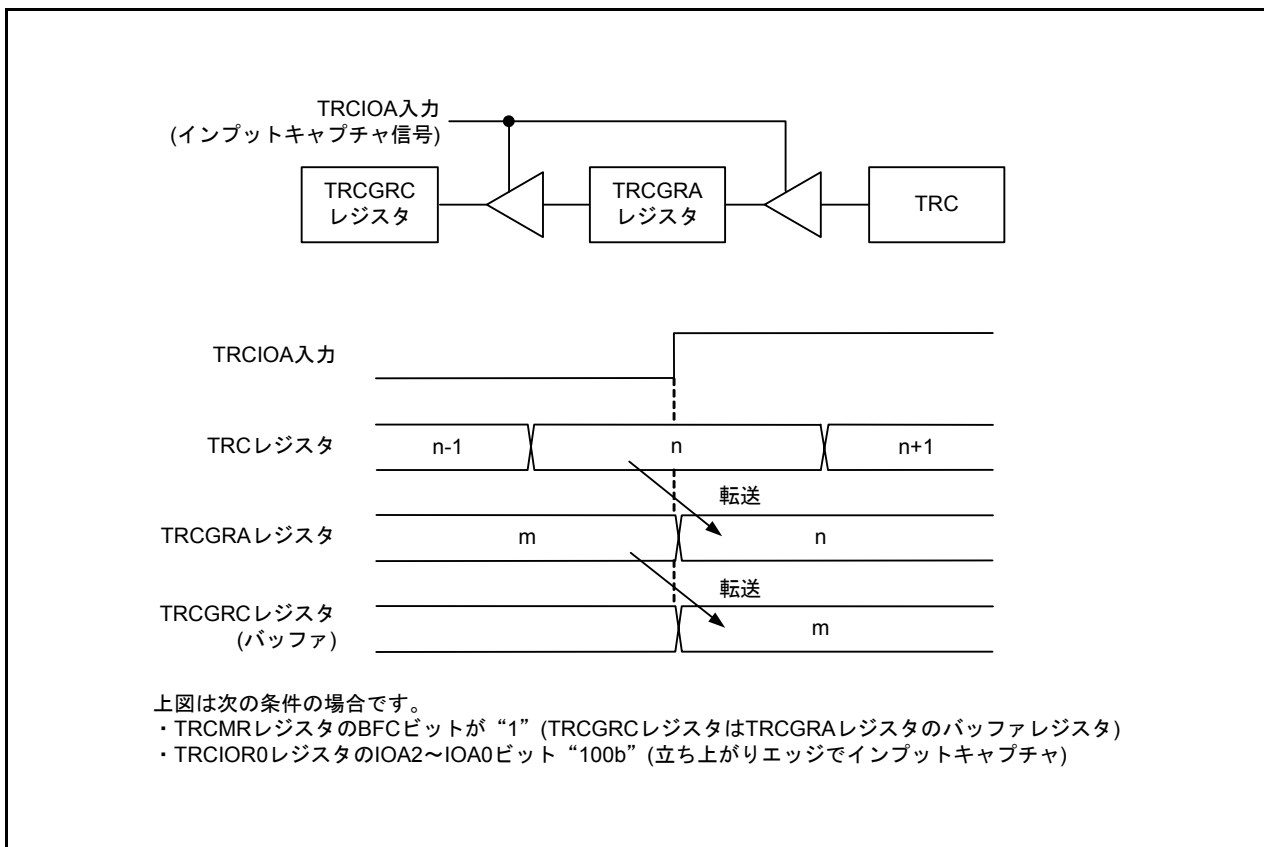 TRCIOA入力
(インプットキャプチャ信号)
TRCGRC
レジスタ
TRCGRA
レジスタ
TRC
TRCIOA入力
TRCレジスタ
n-1
n
n+1
転送
TRCGRAレジスタ
m
n
転送
TRCGRCレジスタ
(バッファ)
m
上図は次の条件の場合です。
・TRCMRレジスタのBFCビットが“1” (TRCGRCレジスタはTRCGRAレジスタのバッファレジスタ)
・TRCIOR0レジスタのIOA2～IOA0ビット“100b” (立ち上がりエッジでインプットキャプチャ)